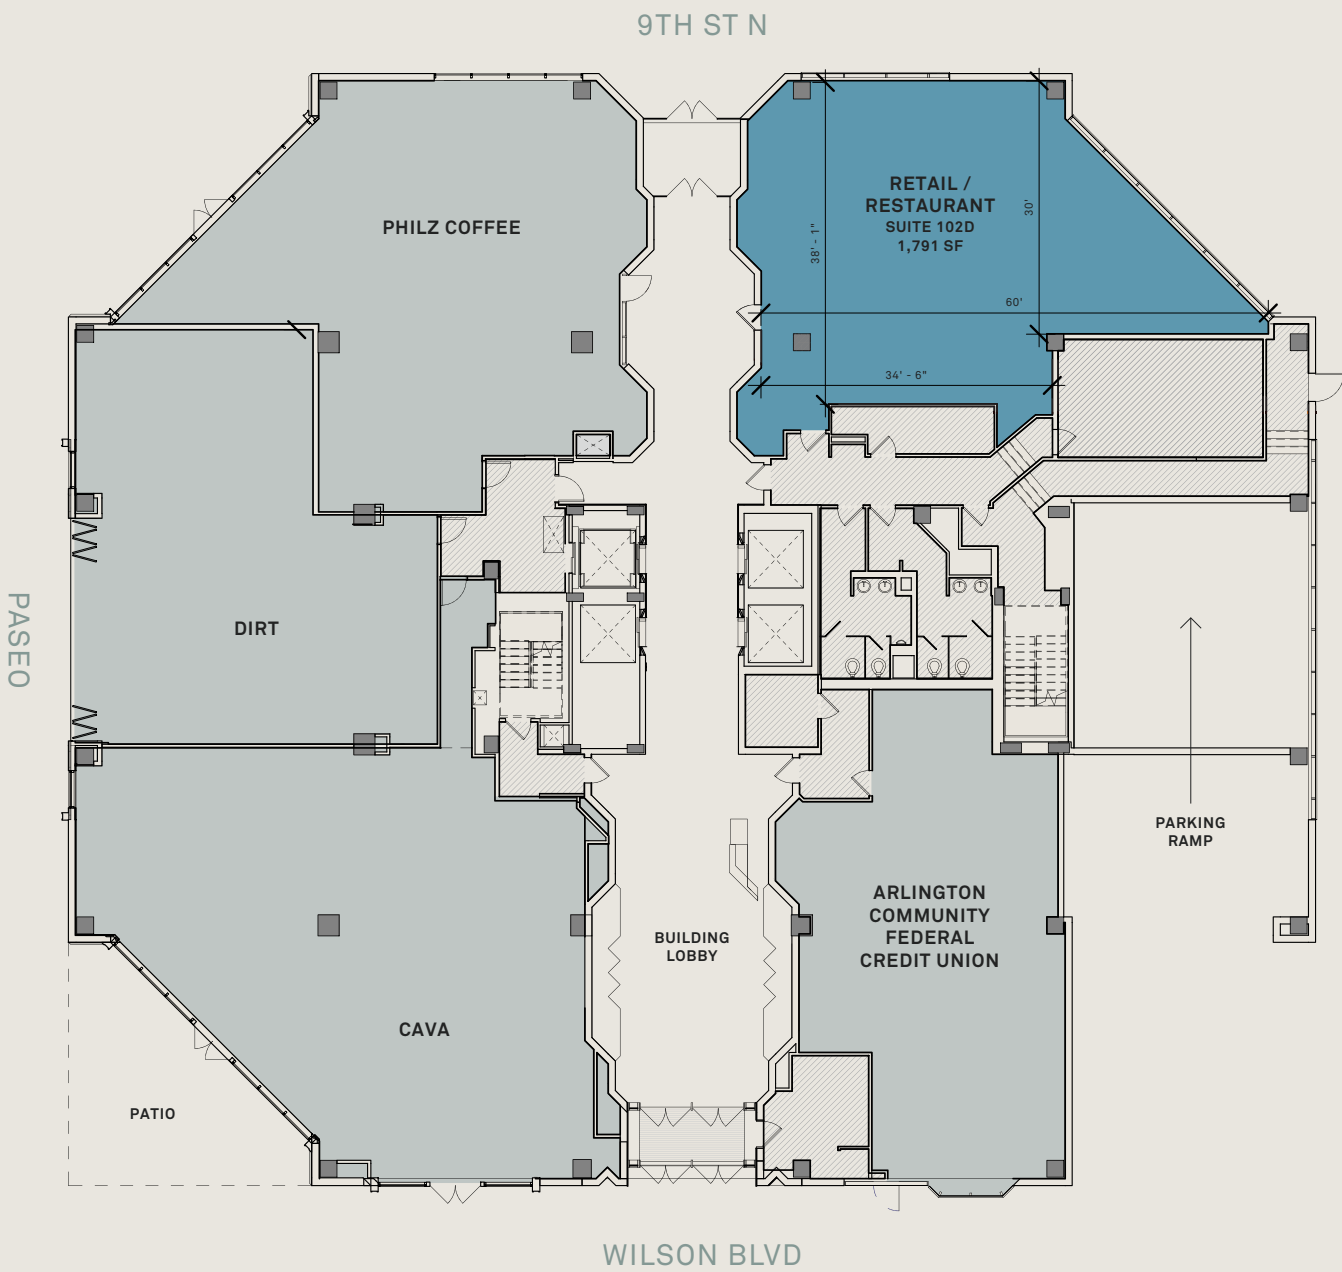 9TH ST N
RETAIL /
RESTAURANT
SUITE 102D
1,791 SF
38' - 1"
30'
60'
34' - 6"
PHILZ COFFEE
DIRT
PASEO
PARKING
RAMP
ARLINGTON
COMMUNITY
FEDERAL
CREDIT UNION
BUILDING
LOBBY
CAVA
PATIO
WILSON BLVD